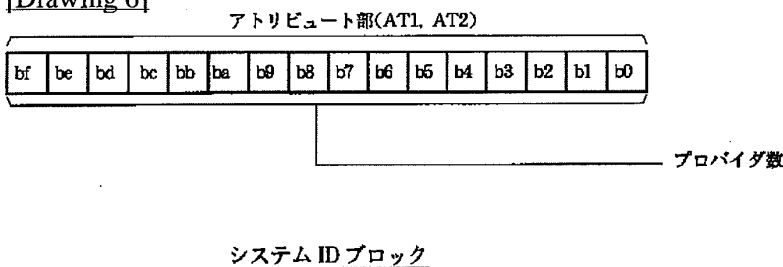 [Drawing 6]
アトリビュート部(AT1, AT2)
bf be bd bc bb ba b9 b8 b7 b6 b5 b4 b3 b2 b1 b0
プロバイダ数
システム ID ブロック